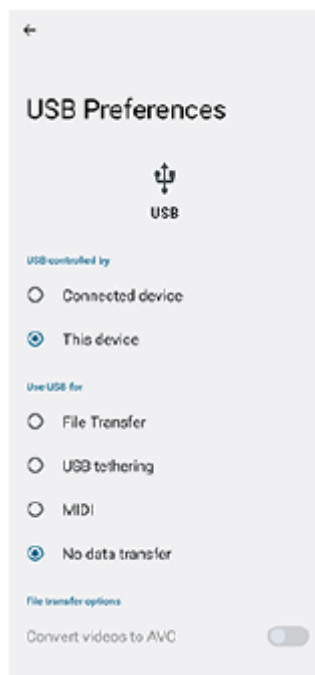 USB Preferences
USB
USB controlled by
Connected device
This device
Use USB for
File Transfer
USB tethering
MIDI
No data transfer
File transfer options
Convert videos to AVC